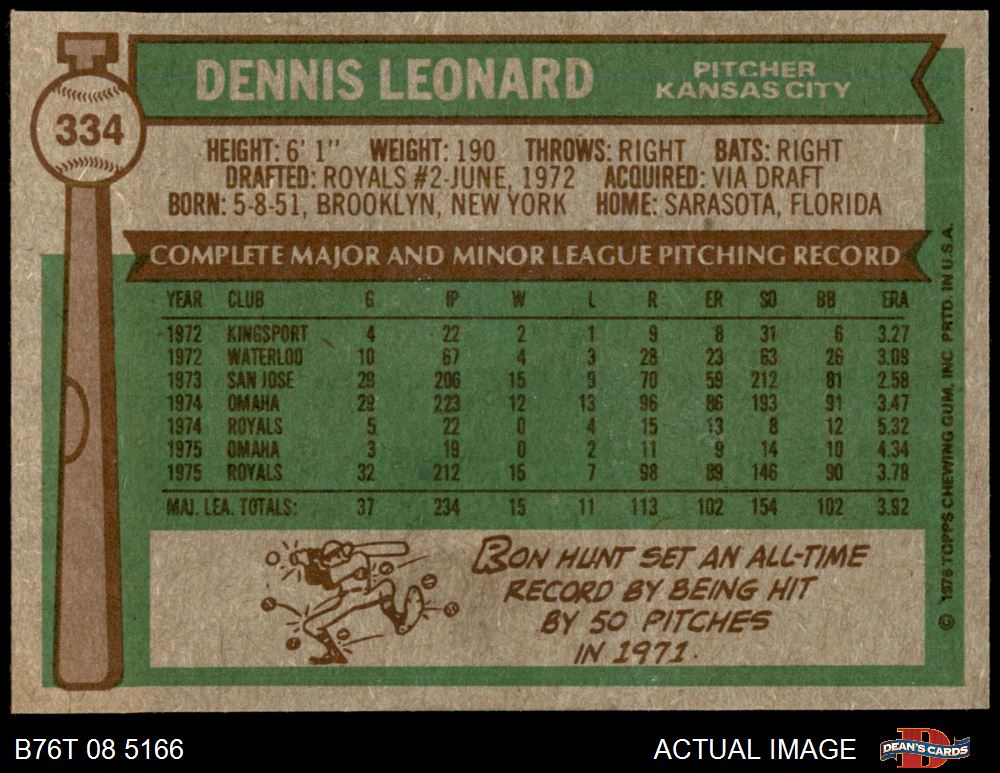 334
DENNIS LEONARD
PITCHER
KANSAS CITY
HEIGHT: 6' 1" WEIGHT: 190 THROWS: RIGHT BATS: RIGHT
DRAFTED: ROYALS #2-JUNE, 1972 ACQUIRED: VIA DRAFT
BORN: 5-8-51, BROOKLYN, NEW YORK HOME: SARASOTA, FLORIDA
COMPLETE MAJOR AND MINOR LEAGUE PITCHING RECORD
YEAR CLUB G IP W L R ER SO BB ERA
1972 KINGSPORT 4 22 2 1 9 8 31 6 3.27
1972 WATERLOO 10 67 4 3 28 23 63 26 3.09
1973 SAN JOSE 29 206 15 9 70 59 212 81 2.58
1974 OMAHA 29 223 12 13 96 86 193 91 3.47
1974 ROYALS 5 22 0 4 15 13 8 12 5.32
1975 OMAHA 3 19 0 2 11 9 14 10 4.34
1975 ROYALS 32 212 15 7 98 89 146 90 3.78
MAJ. LEA. TOTALS: 37 234 15 11 113 102 154 102 3.92
RON HUNT SET AN ALL-TIME
RECORD BY BEING HIT
BY 50 PITCHES
IN 1971.
© 1976 TOPPS CHEWING GUM, INC PRTD. IN U.S.A.
B76T 08 5166
ACTUAL IMAGE
DEAN'S CARDS